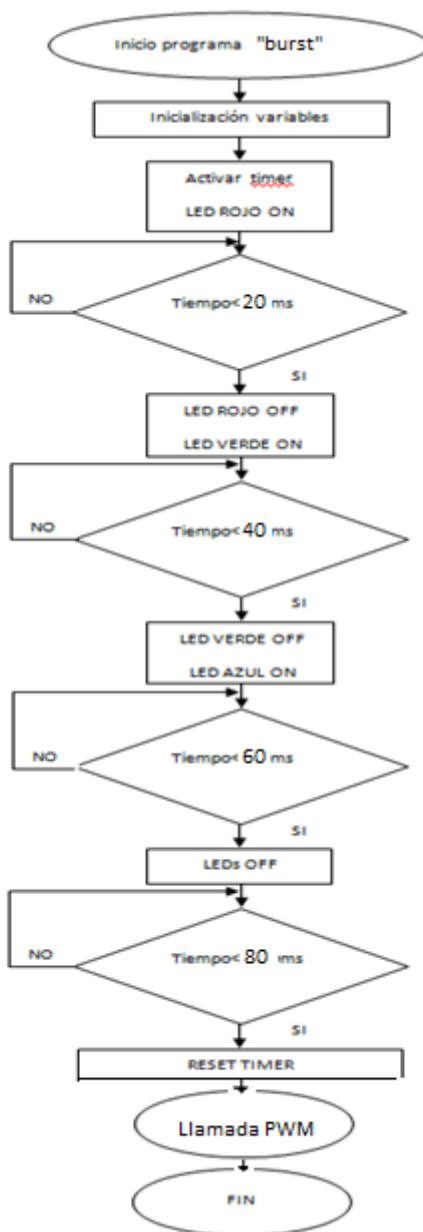 Inicio programa "burst"
Inicialización variables
Activar timer
LED ROJO ON
Tiempo< 20 ms
NO
SI
LED ROJO OFF
LED VERDE ON
Tiempo< 40 ms
NO
SI
LED VERDE OFF
LED AZUL ON
Tiempo< 60 ms
NO
SI
LEDs OFF
Tiempo< 80 ms
NO
SI
RESET TIMER
Llamada PWM
FIN